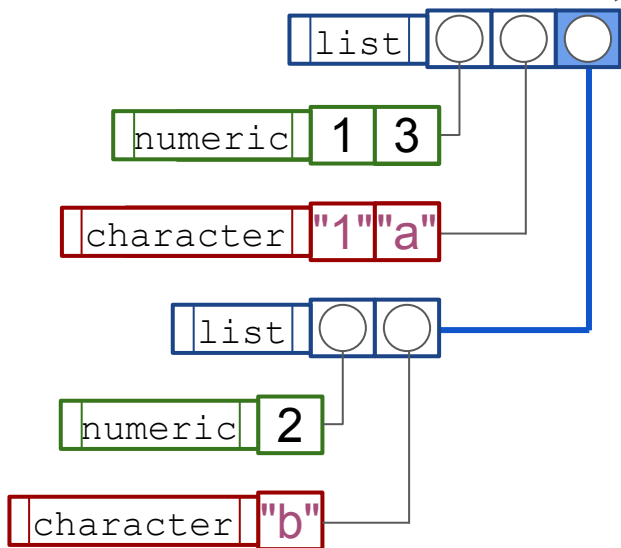 list
numeric 1 3
character "1" "a"
list
numeric 2
character "b"